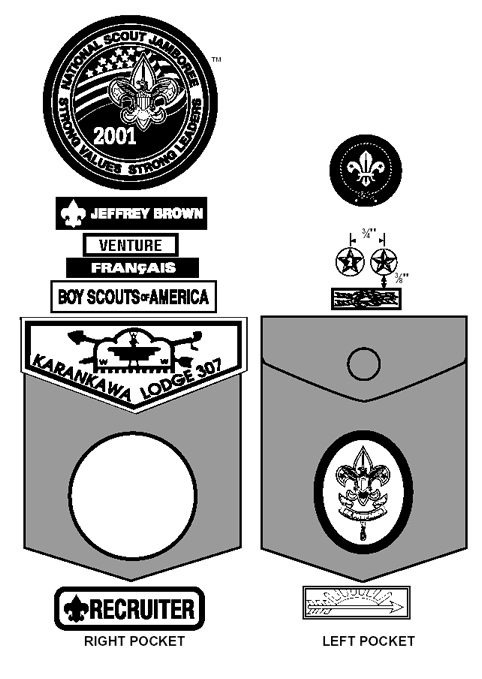 NATIONAL SCOUT JAMBOREE
STRONG VALUES STRONG LEADERS
2001
TM
JEFFREY BROWN
VENTURE
FRANÇAIS
BOY SCOUTS OF AMERICA
3/4"
3/8"
KARANKAWA LODGE 307
W W
RECRUITER
RIGHT POCKET
LEFT POCKET